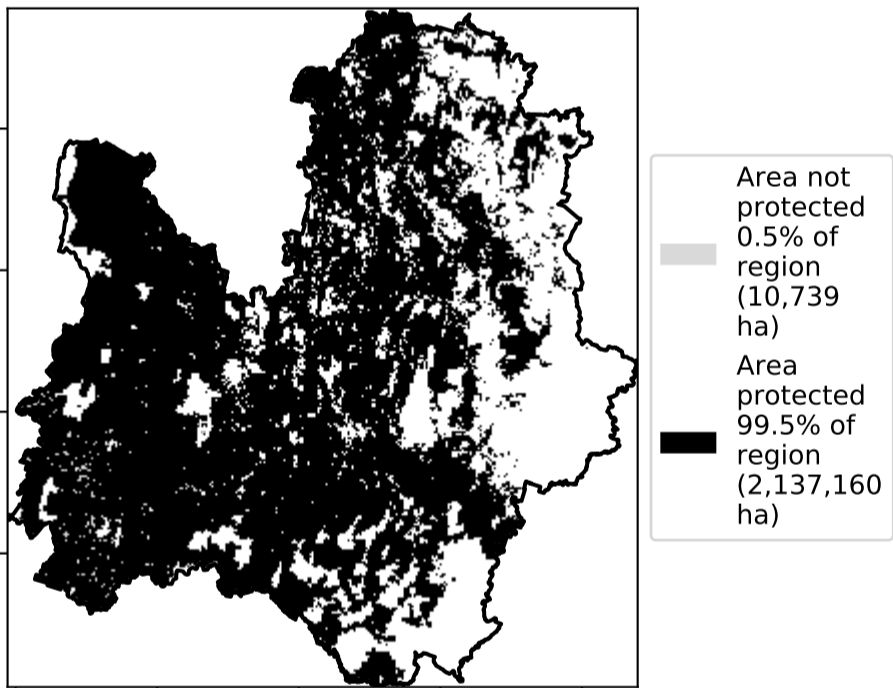 Area not
protected
0.5% of
region
(10,739
ha)
Area
protected
99.5% of
region
(2,137,160
ha)